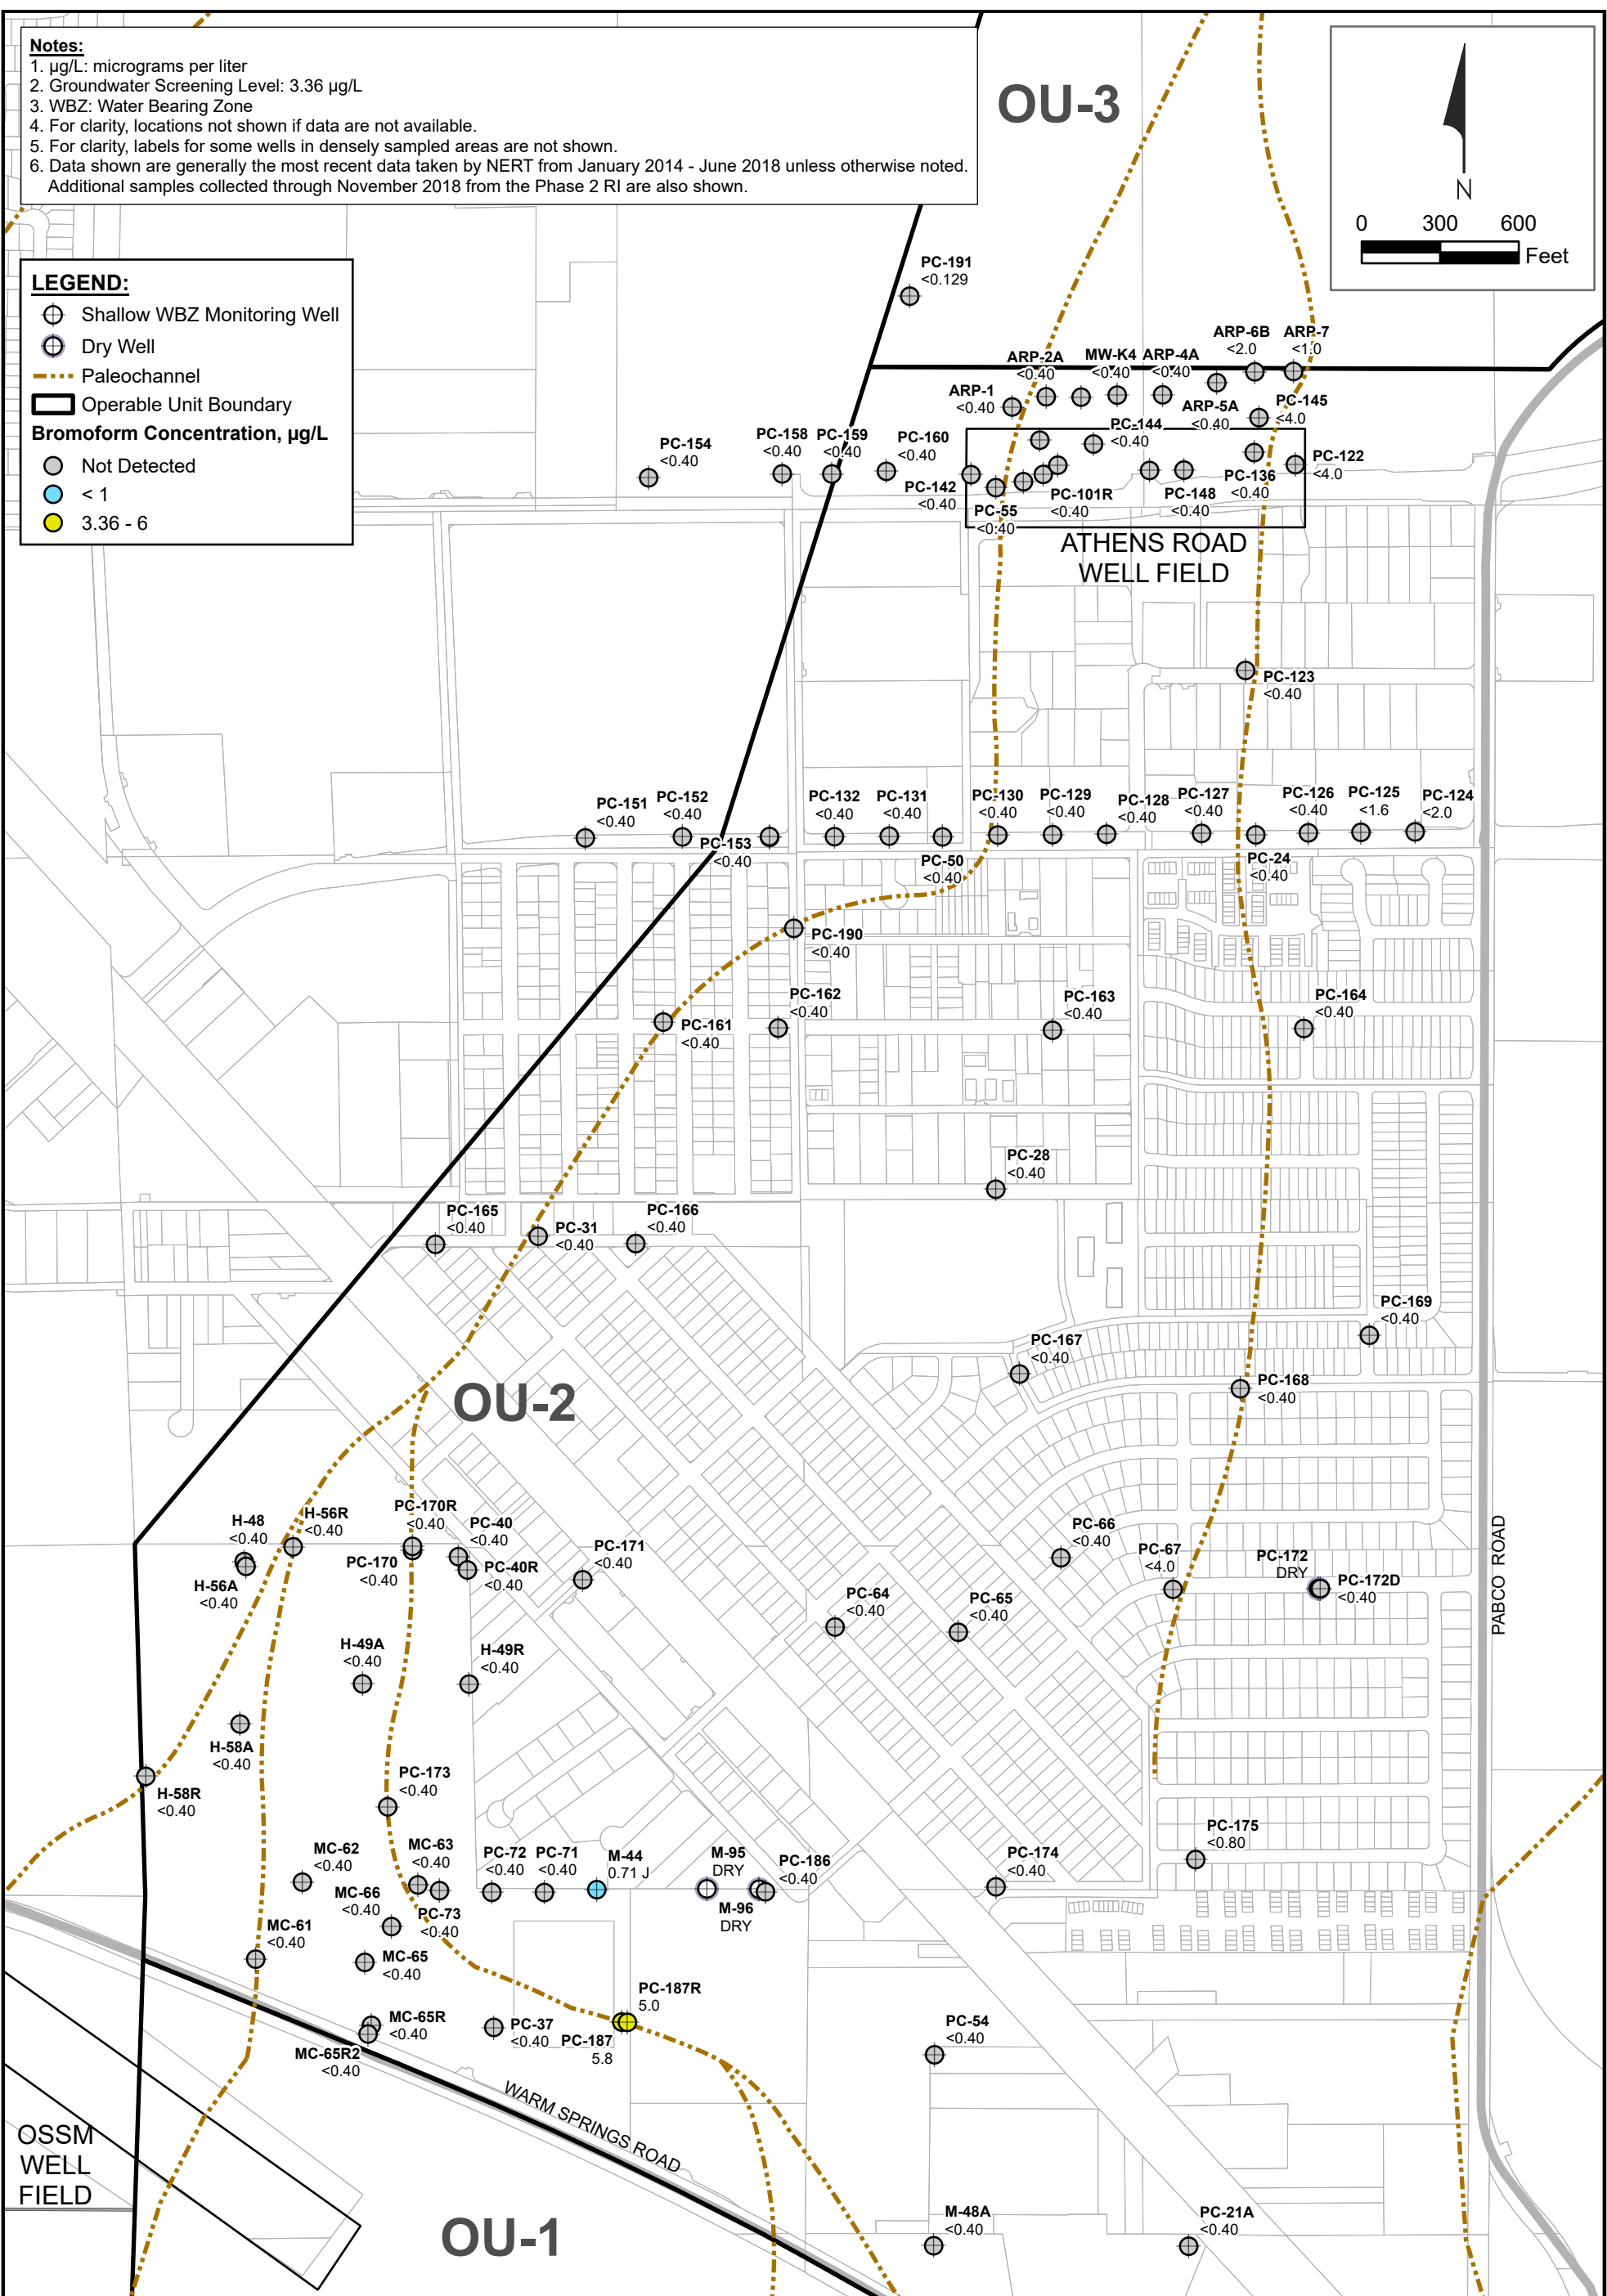 Notes:
1. µg/L: micrograms per liter
2. Groundwater Screening Level: 3.36 µg/L
3. WBZ: Water Bearing Zone
4. For clarity, locations not shown if data are not available.
5. For clarity, labels for some wells in densely sampled areas are not shown.
6. Data shown are generally the most recent data taken by NERT from January 2014 - June 2018 unless otherwise noted.
Additional samples collected through November 2018 from the Phase 2 RI are also shown.
OU-3
N
0 300 600
Feet
LEGEND:
Shallow WBZ Monitoring Well
Dry Well
Paleochannel
Operable Unit Boundary
Bromoform Concentration, µg/L
Not Detected
< 1
3.36 - 6
PC-191
<0.129
ARP-6B
<2.0
ARP-7
<1.0
ARP-2A
<0.40
MW-K4
<0.40
ARP-4A
<0.40
ARP-1
<0.40
ARP-5A
<0.40
PC-145
<4.0
PC-144
<0.40
PC-154
<0.40
PC-158
<0.40
PC-159
<0.40
PC-160
<0.40
PC-142
<0.40
PC-55
<0.40
PC-101R
<0.40
PC-148
<0.40
PC-136
<0.40
PC-122
<4.0
ATHENS ROAD
WELL FIELD
PC-123
<0.40
PC-151
<0.40
PC-152
<0.40
PC-153
<0.40
PC-132
<0.40
PC-131
<0.40
PC-50
<0.40
PC-130
<0.40
PC-129
<0.40
PC-128
<0.40
PC-127
<0.40
PC-24
<0.40
PC-126
<0.40
PC-125
<1.6
PC-124
<2.0
PC-190
<0.40
PC-161
<0.40
PC-162
<0.40
PC-163
<0.40
PC-164
<0.40
PC-28
<0.40
PC-165
<0.40
PC-31
<0.40
PC-166
<0.40
PC-169
<0.40
PC-167
<0.40
PC-168
<0.40
OU-2
H-48
<0.40
H-56R
<0.40
PC-170R
<0.40
PC-40
<0.40
H-56A
<0.40
PC-170
<0.40
PC-40R
<0.40
PC-171
<0.40
PC-66
<0.40
PC-67
<4.0
PC-172
DRY
PC-172D
<0.40
PABCO ROAD
PC-64
<0.40
PC-65
<0.40
H-49A
<0.40
H-49R
<0.40
H-58A
<0.40
H-58R
<0.40
PC-173
<0.40
MC-62
<0.40
MC-63
<0.40
PC-72
<0.40
PC-71
<0.40
M-44
0.71 J
M-95
DRY
PC-186
<0.40
M-96
DRY
PC-174
<0.40
PC-175
<0.80
MC-66
<0.40
PC-73
<0.40
MC-61
<0.40
MC-65
<0.40
MC-65R
<0.40
MC-65R2
<0.40
PC-37
<0.40
PC-187R
5.0
PC-187
5.8
PC-54
<0.40
WARM SPRINGS ROAD
OSSM
WELL
FIELD
OU-1
M-48A
<0.40
PC-21A
<0.40